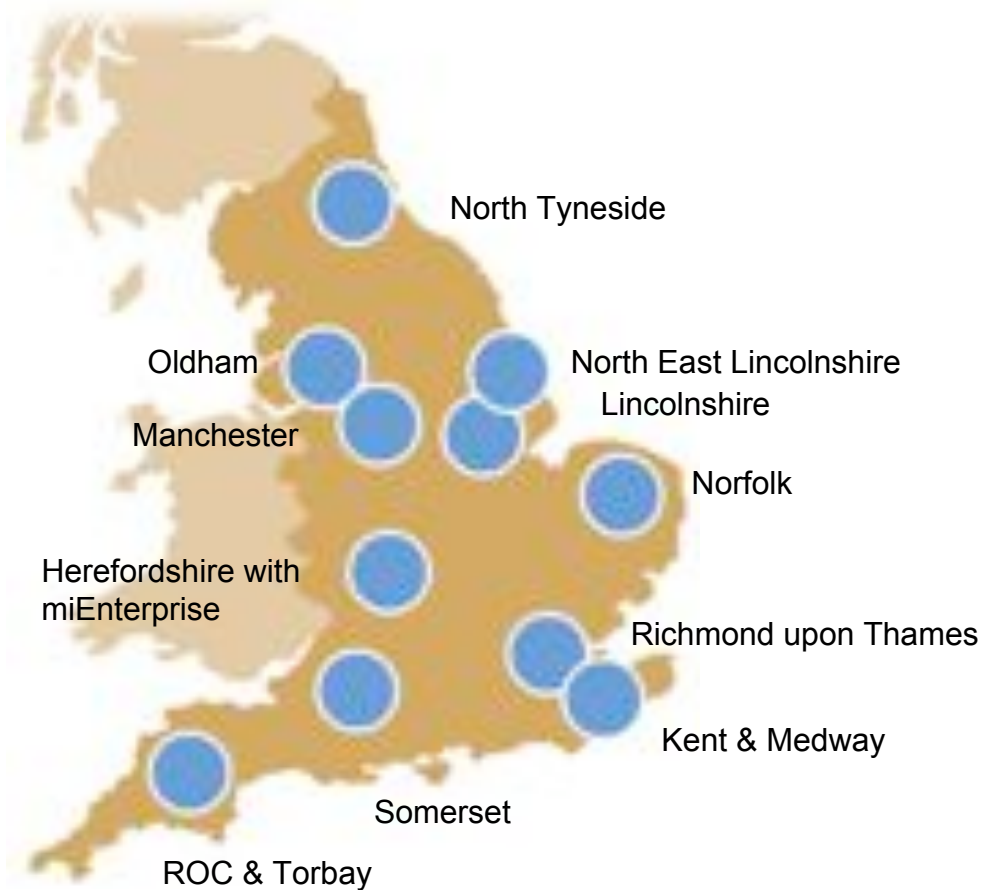 North Tyneside
Oldham
North East Lincolnshire
Lincolnshire
Manchester
Norfolk
Herefordshire with
miEnterprise
Richmond upon Thames
Kent & Medway
Somerset
ROC & Torbay